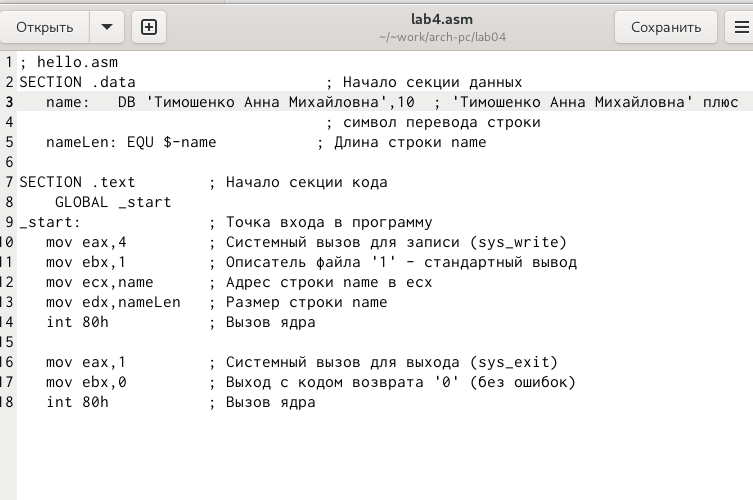 Открыть
lab4.asm
~/~work/arch-pc/lab04
Сохранить
1 ; hello.asm
2 SECTION .data ; Начало секции данных
3 name: DB 'Тимошенко Анна Михайловна',10 ; 'Тимошенко Анна Михайловна' плюс
4 ; символ перевода строки
5 nameLen: EQU $-name ; Длина строки name
6
7 SECTION .text ; Начало секции кода
8 GLOBAL _start
9 _start: ; Точка входа в программу
10 mov eax,4 ; Системный вызов для записи (sys_write)
11 mov ebx,1 ; Описатель файла '1' - стандартный вывод
12 mov ecx,name ; Адрес строки name в ecx
13 mov edx,nameLen ; Размер строки name
14 int 80h ; Вызов ядра
15
16 mov eax,1 ; Системный вызов для выхода (sys_exit)
17 mov ebx,0 ; Выход с кодом возврата '0' (без ошибок)
18 int 80h ; Вызов ядра